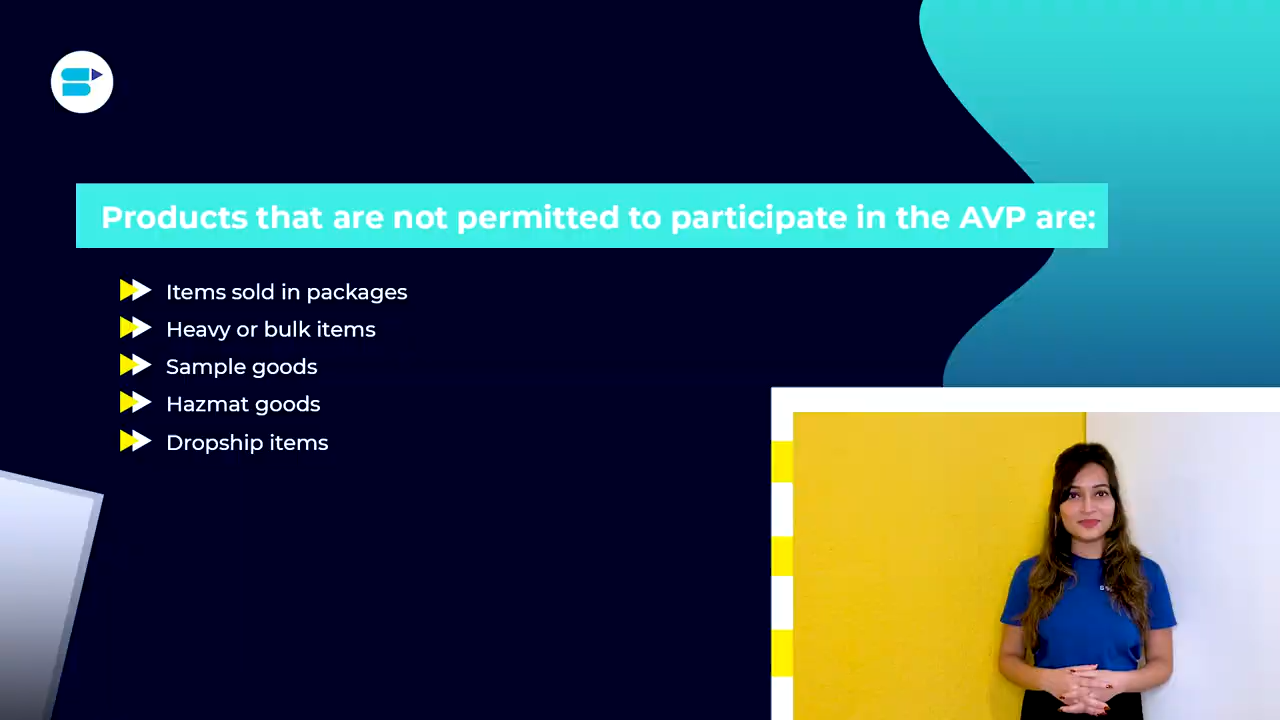 Products that are not permitted to participate in the AVP are:
Items sold in packages
Heavy or bulk items
Sample goods
Hazmat goods
Dropship items